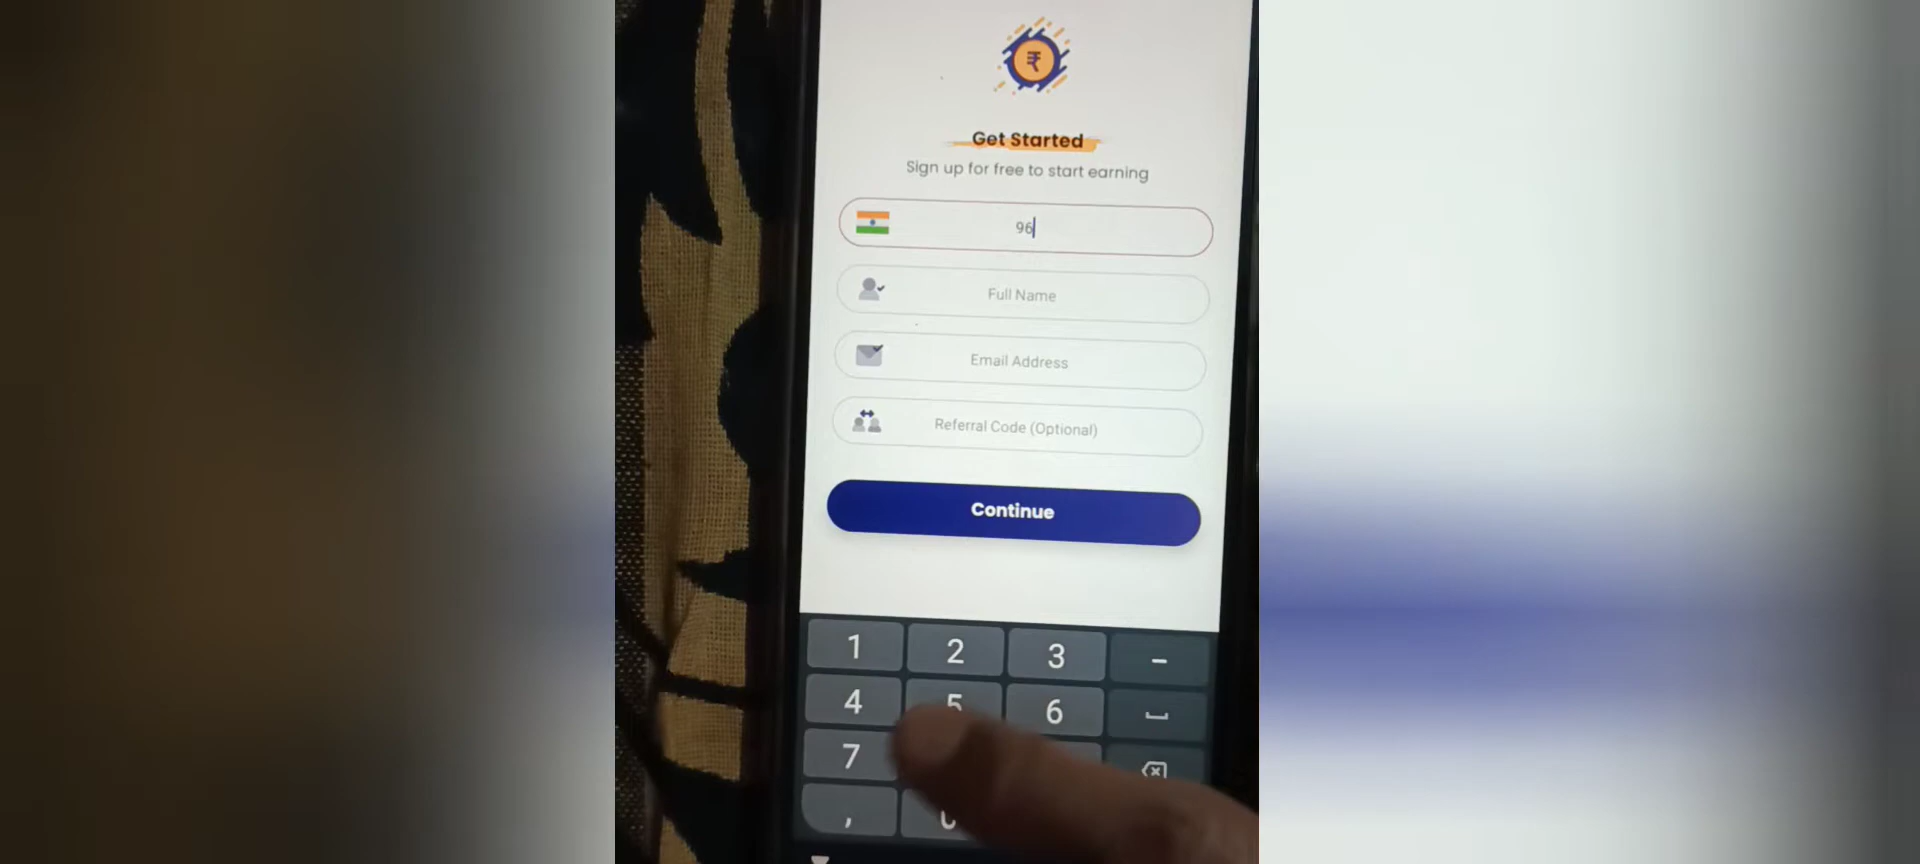 ₹
Get Started
Sign up for free to start earning
96
Full Name
Email Address
Referral Code (Optional)
Continue
1 2 3 -
4 5 6
7
,